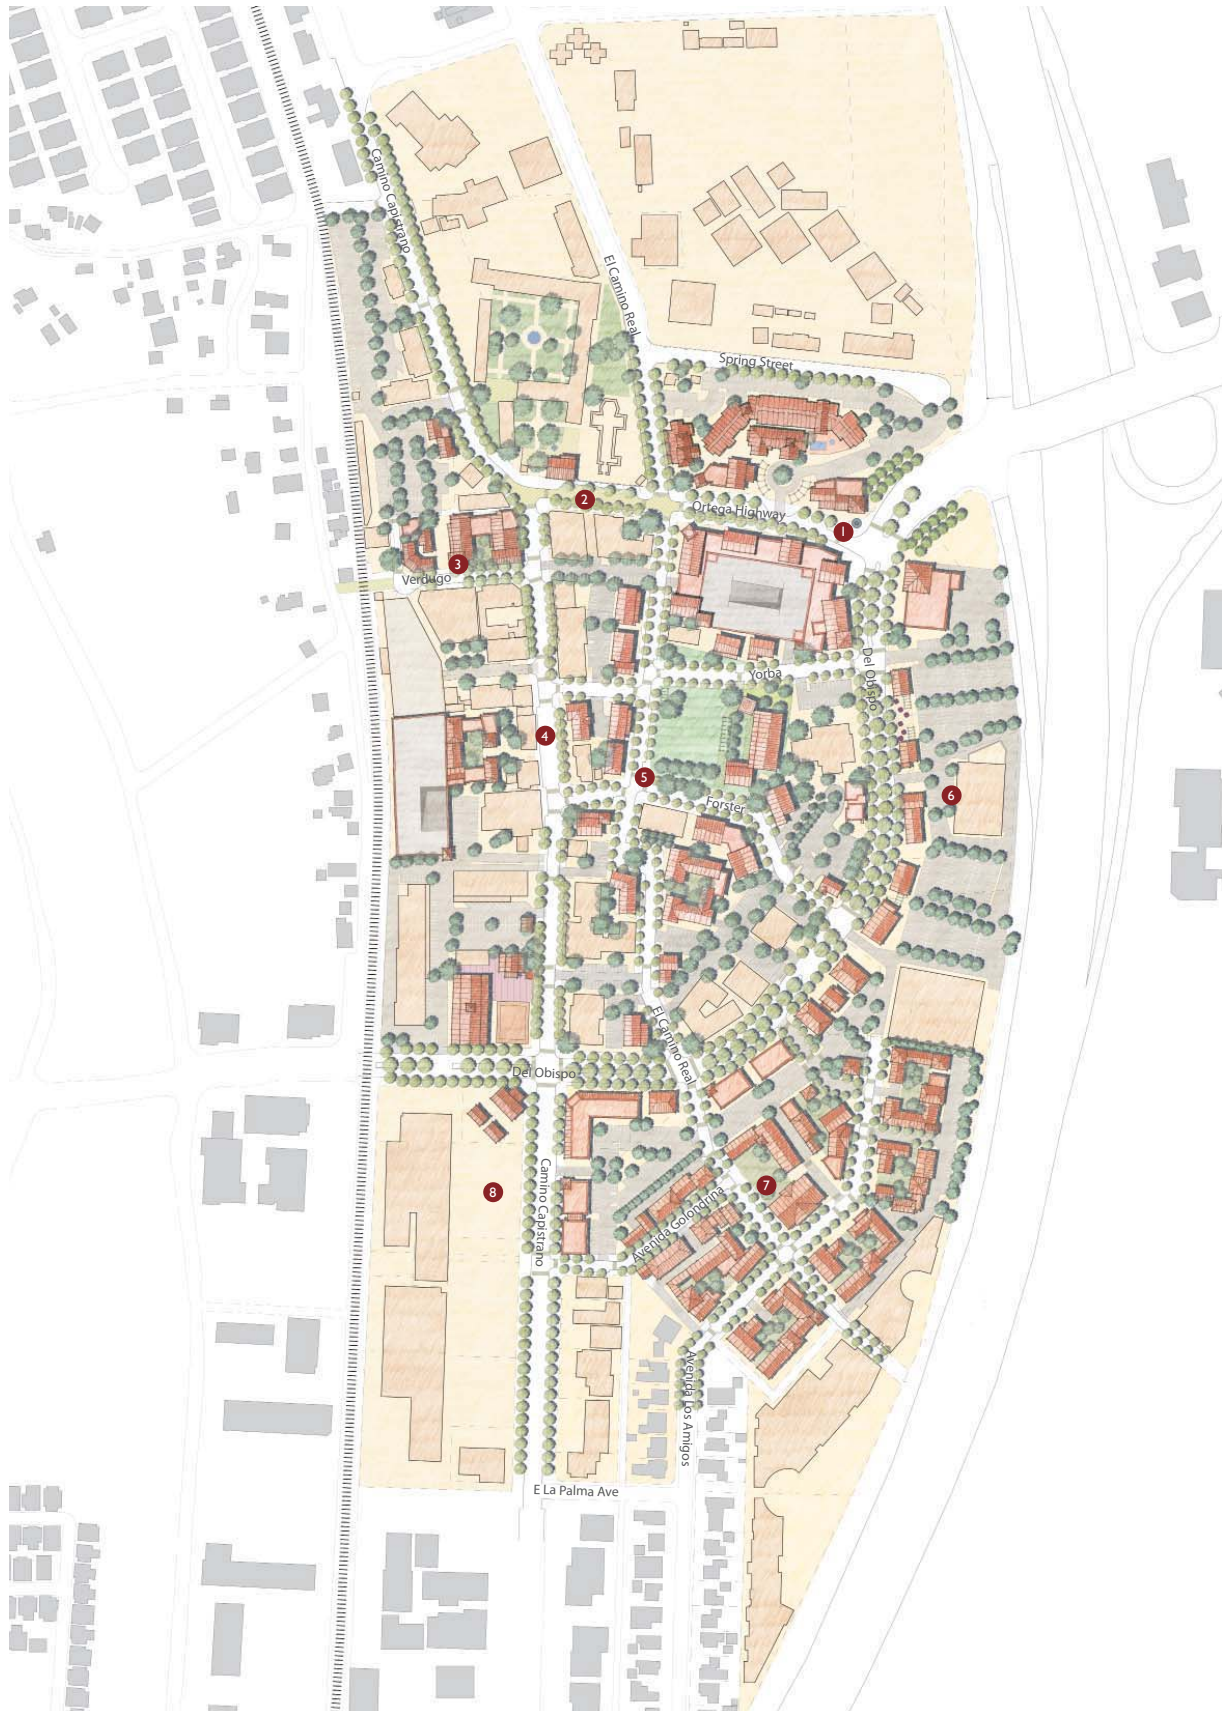 Camino Capistrano
El Camino Real
Spring Street
1
2
Ortega Highway
3
Verdugo
Del Obispo
Yorba
4
5
6
Forster
El Camino Real
Del Obispo
Camino Capistrano
7
8
Avenida Golondrina
Avenida Los Amigos
E La Palma Ave